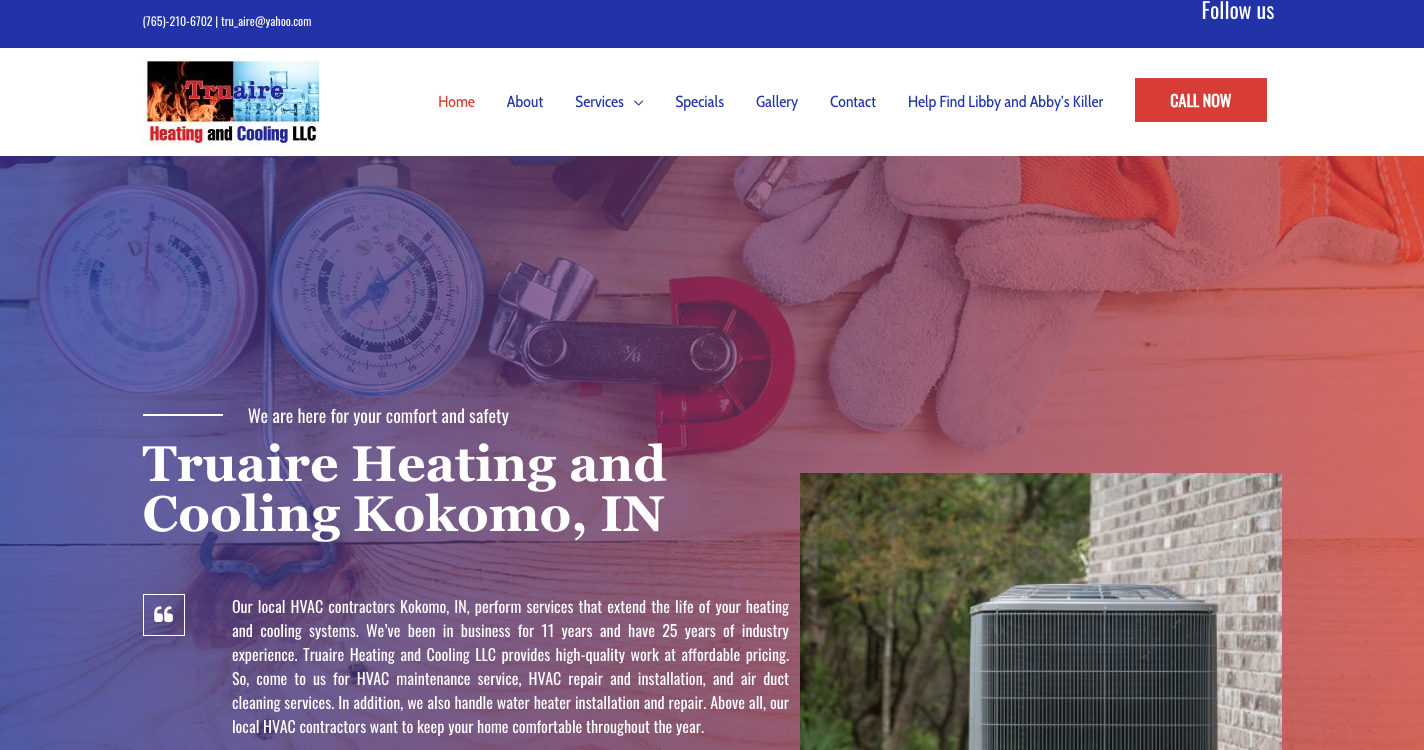 (765)-210-6702 | tru_aire@yahoo.com
Follow us
Truaire
Heating and Cooling LLC
Home
About
Services
Specials
Gallery
Contact
Help Find Libby and Abby's Killer
CALL NOW
We are here for your comfort and safety
Truaire Heating and
Cooling Kokomo, IN
Our local HVAC contractors Kokomo, IN, perform services that extend the life of your heating
and cooling systems. We've been in business for 11 years and have 25 years of industry
experience. Truaire Heating and Cooling LLC provides high-quality work at affordable pricing.
So, come to us for HVAC maintenance service, HVAC repair and installation, and air duct
cleaning services. In addition, we also handle water heater installation and repair. Above all, our
local HVAC contractors want to keep your home comfortable throughout the year.